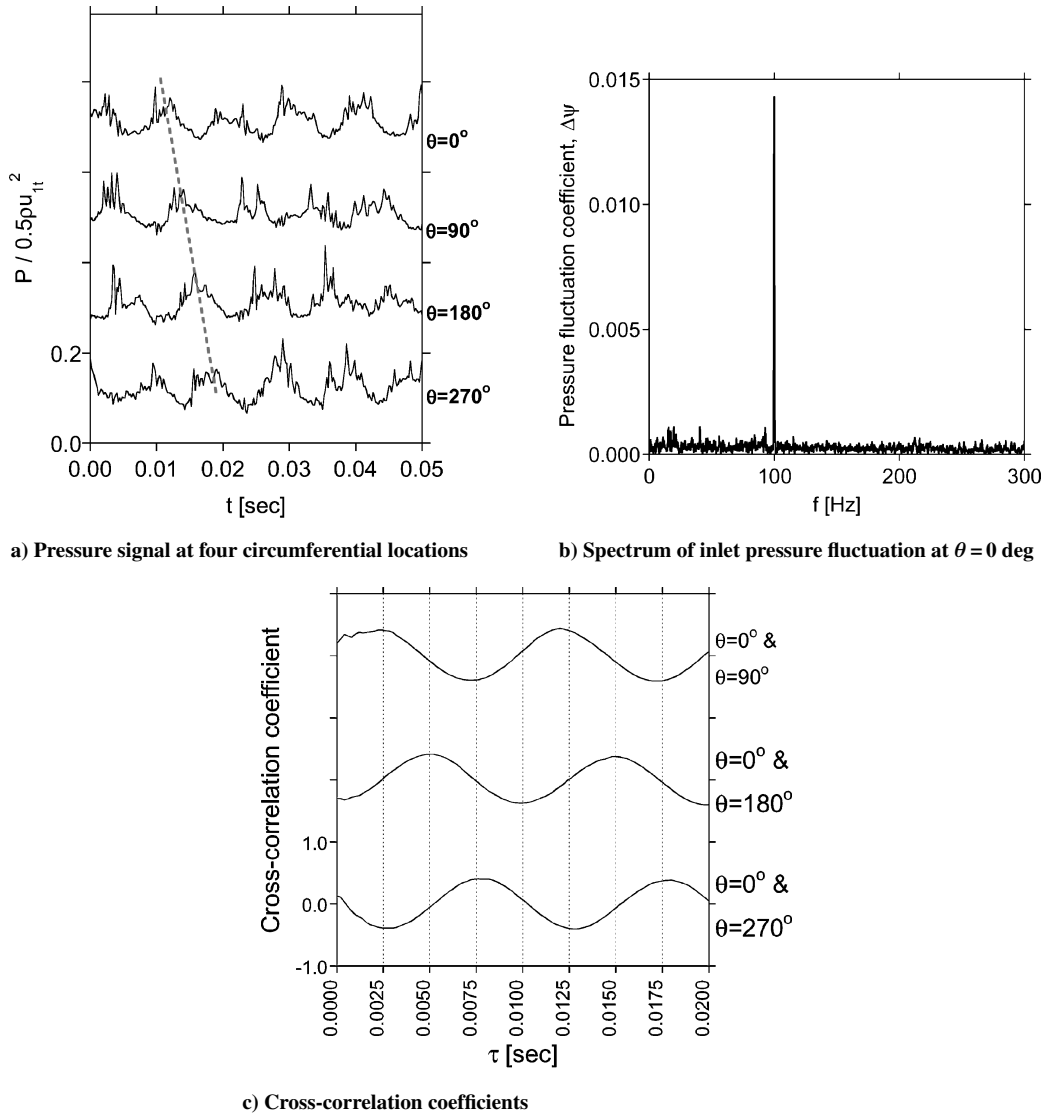 P / 0.5ρu₁ₜ²
θ=0°
θ=90°
θ=180°
θ=270°
0.2
0.0
0.00 0.01 0.02 0.03 0.04 0.05
t [sec]
a) Pressure signal at four circumferential locations
Pressure fluctuation coefficient, Δψ
0.015
0.010
0.005
0.000
0 100 200 300
f [Hz]
b) Spectrum of inlet pressure fluctuation at θ = 0 deg
Cross-correlation coefficient
θ=0° &
θ=90°
θ=0° &
θ=180°
1.0
θ=0° &
0.0
θ=270°
-1.0
0.0000 0.0025 0.0050 0.0075 0.0100 0.0125 0.0150 0.0175 0.0200
τ [sec]
c) Cross-correlation coefficients